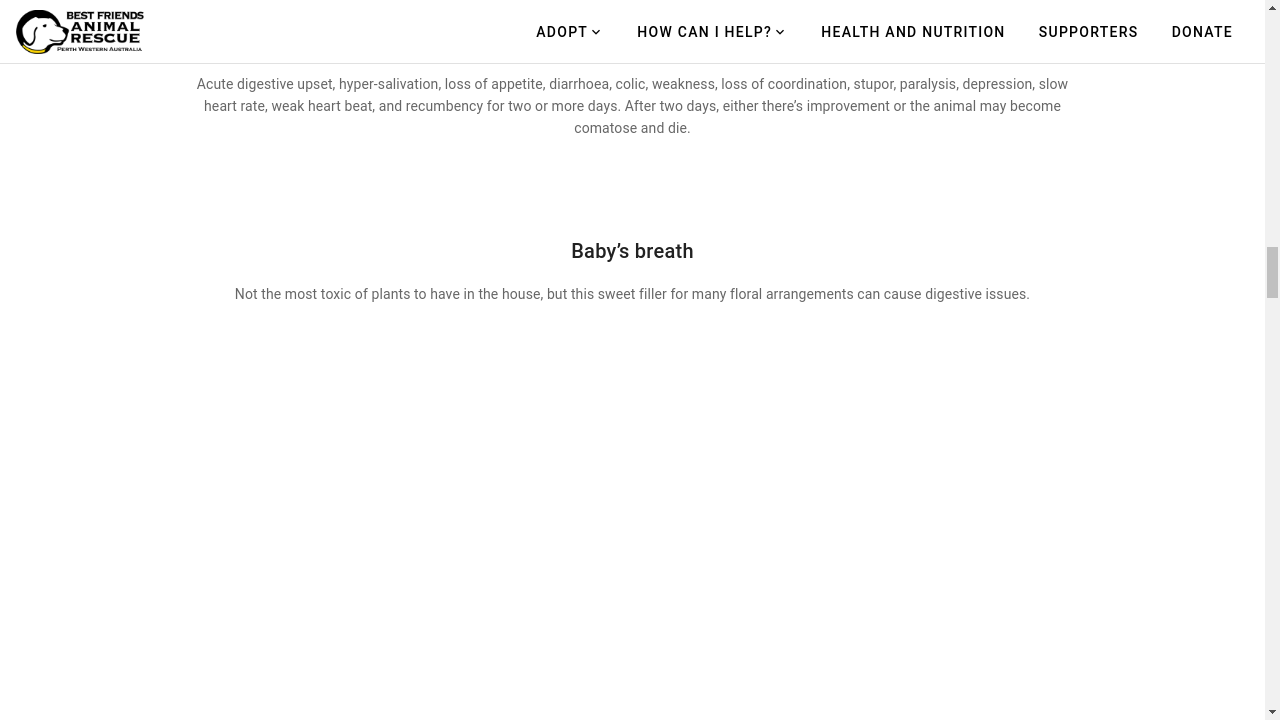 BEST FRIENDS
ANIMAL
RESCUE
PERTH WESTERN AUSTRALIA
ADOPT
HOW CAN I HELP?
HEALTH AND NUTRITION
SUPPORTERS
DONATE
Acute digestive upset, hyper-salivation, loss of appetite, diarrhoea, colic, weakness, loss of coordination, stupor, paralysis, depression, slow
heart rate, weak heart beat, and recumbency for two or more days. After two days, either there’s improvement or the animal may become
comatose and die.
Baby’s breath
Not the most toxic of plants to have in the house, but this sweet filler for many floral arrangements can cause digestive issues.